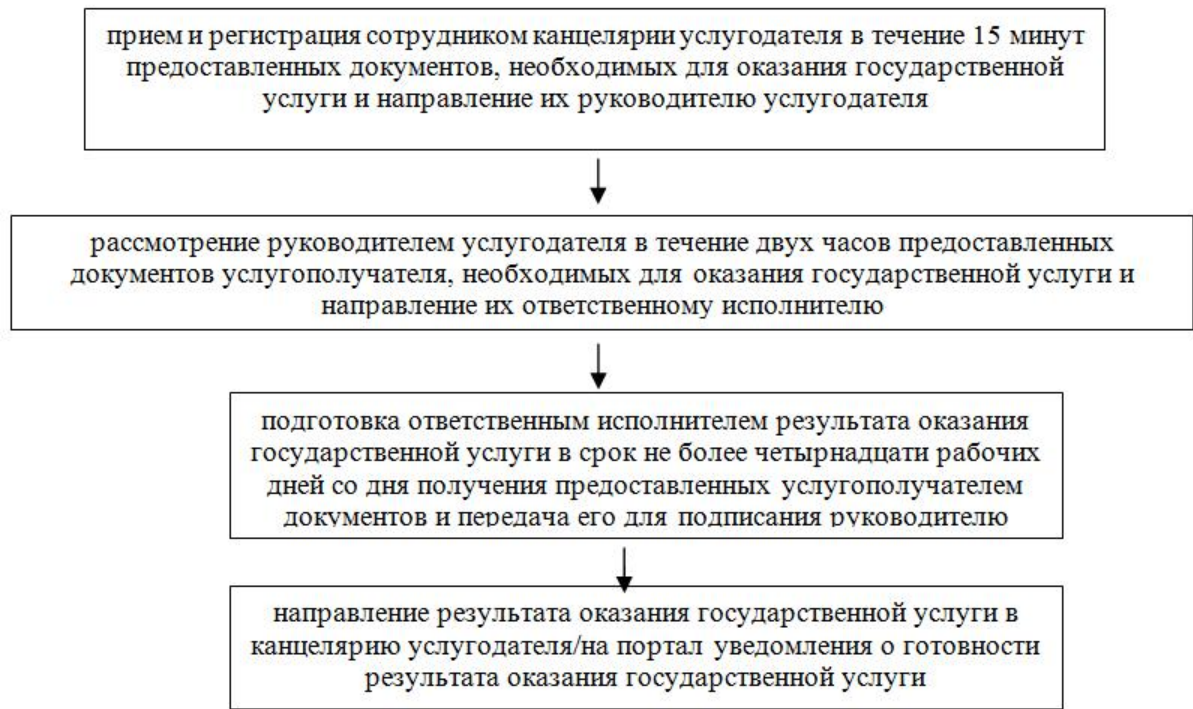 прием и регистрация сотрудником канцелярии услугодателя в течение 15 минут
предоставленных документов, необходимых для оказания государственной
услуги и направление их руководителю услугодателя
рассмотрение руководителем услугодателя в течение двух часов предоставленных
документов услугополучателя, необходимых для оказания государственной услуги и
направление их ответственному исполнителю
подготовка ответственным исполнителем результата оказания
государственной услуги в срок не более четырнадцати рабочих
дней со дня получения предоставленных услугополучателем
документов и передача его для подписания руководителю
направление результата оказания государственной услуги в
канцелярию услугодателя/на портал уведомления о готовности
результата оказания государственной услуги